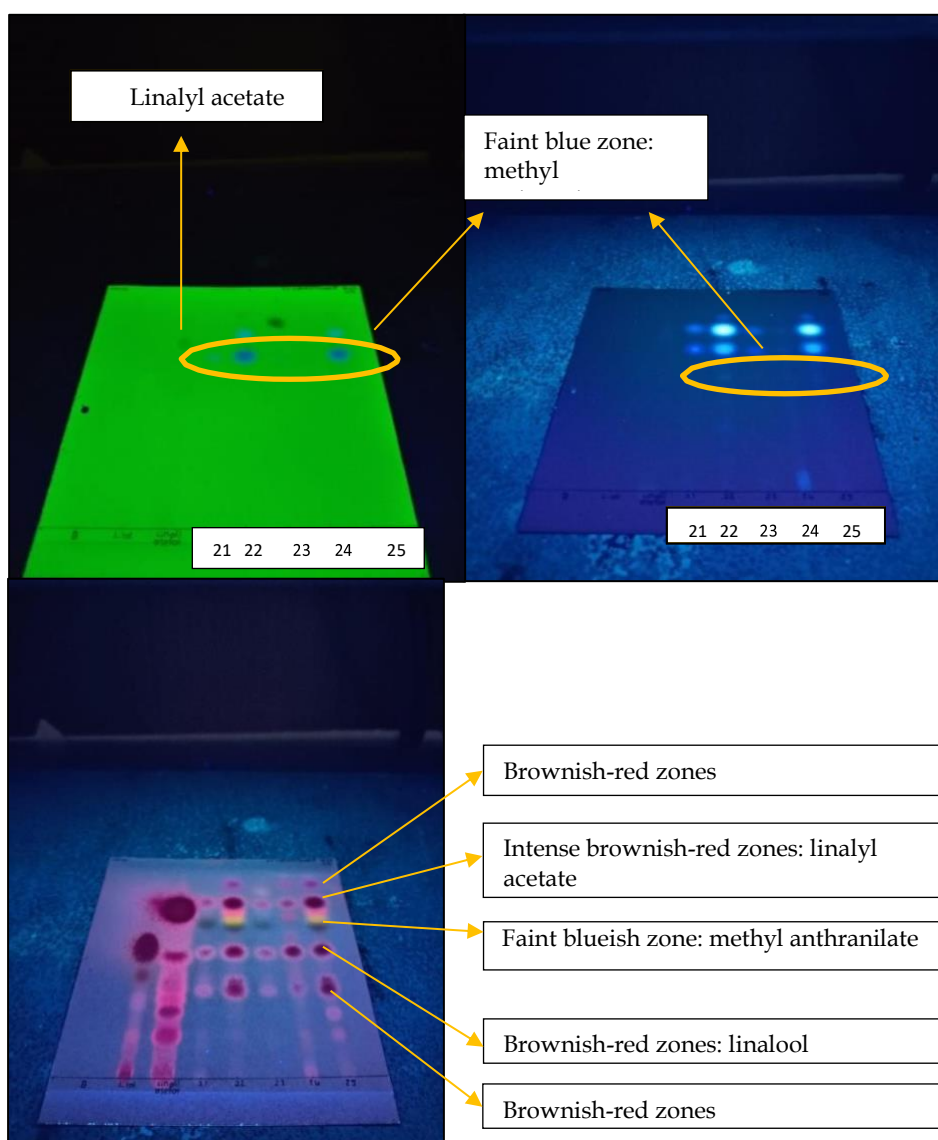 Linalyl acetate
Faint blue zone:
methyl
21 22 23 24 25
21 22 23 24 25
Brownish-red zones
Intense brownish-red zones: linalyl
acetate
Faint blueish zone: methyl anthranilate
Brownish-red zones: linalool
Brownish-red zones